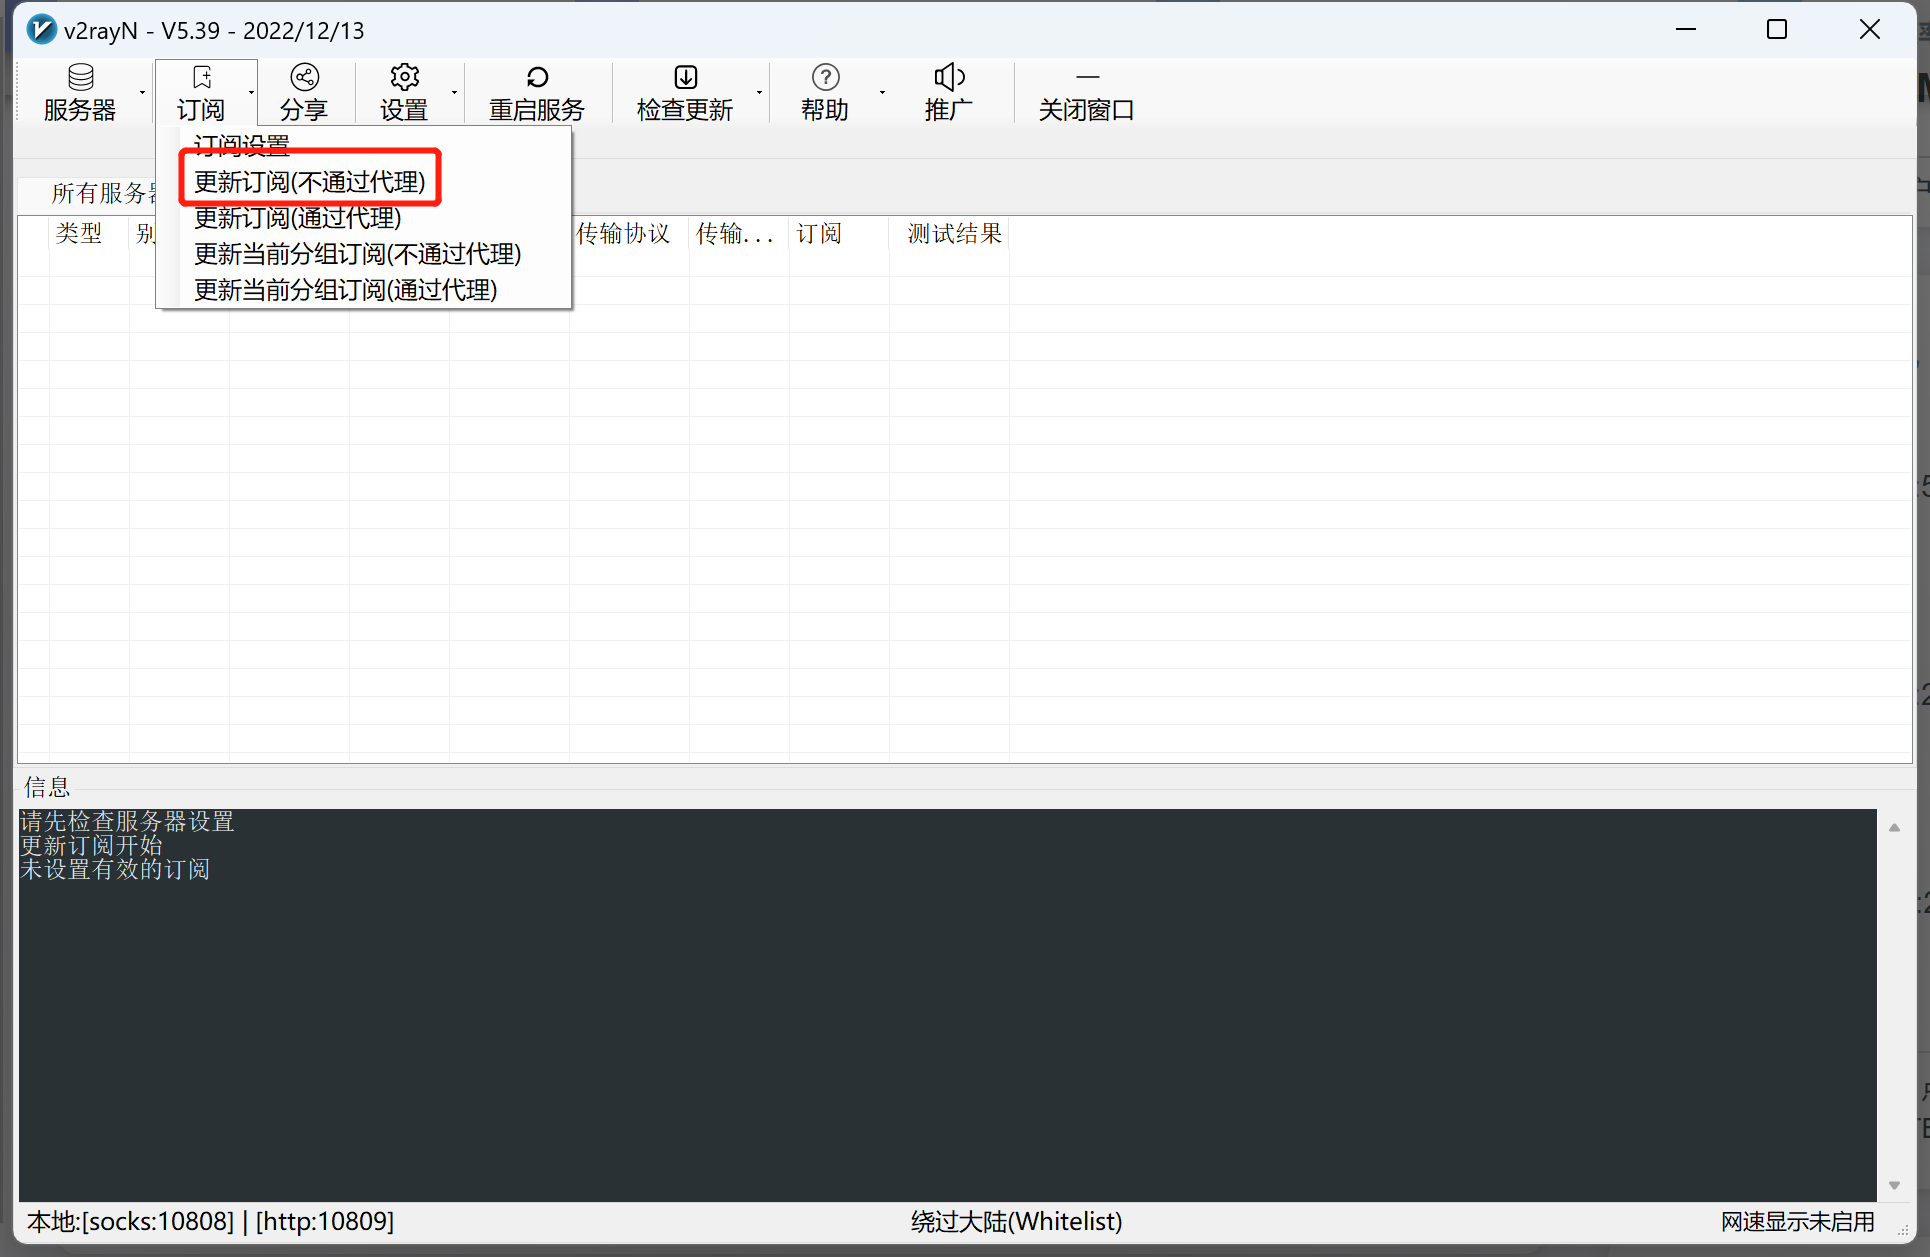 v2rayN - V5.39 - 2022/12/13
服务器
订阅
分享
设置
重启服务
检查更新
帮助
推广
关闭窗口
订阅设置
更新订阅(不通过代理)
更新订阅(通过代理)
更新当前分组订阅(不通过代理)
更新当前分组订阅(通过代理)
所有服务器
类型
别
传输协议
传输...
订阅
测试结果
信息
请先检查服务器设置
更新订阅开始
未设置有效的订阅
本地:[socks:10808] | [http:10809]
绕过大陆(Whitelist)
网速显示未启用